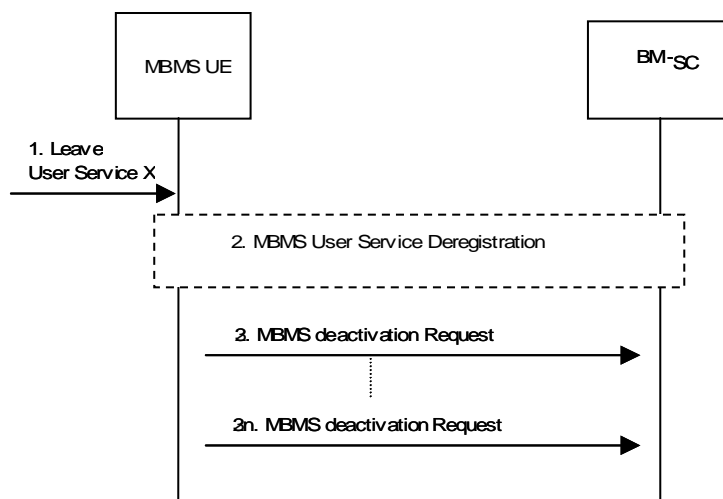 MBMS UE
BM-SC
1. Leave
User Service X
2. MBMS User Service Deregistration
3. MBMS deactivation Request
3n. MBMS deactivation Request